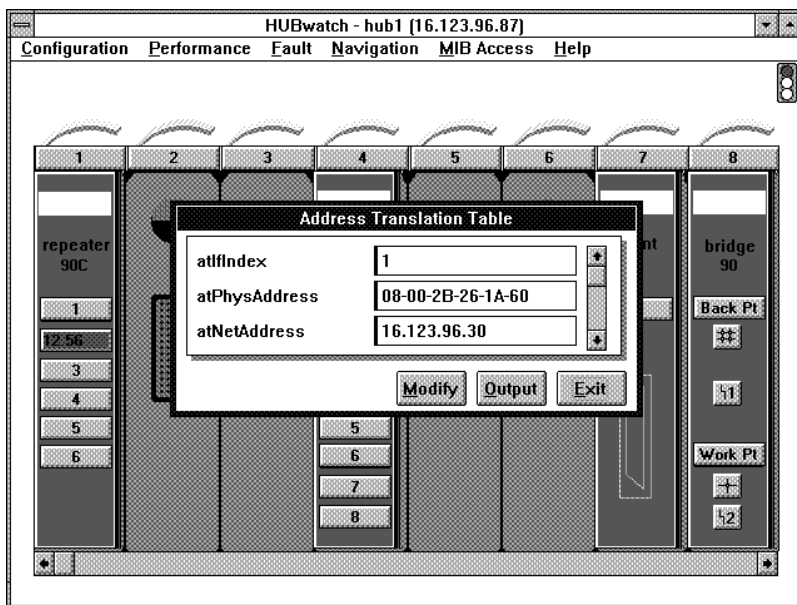 HUBwatch - hub1 (16.123.96.87)
Configuration Performance Fault Navigation MIB Access Help
1 2 3 4 5 6 7 8
repeater
90C
1
12.56
3
4
5
6
Address Translation Table
atIfIndex 1
atPhysAddress 08-00-2B-26-1A-60
atNetAddress 16.123.96.30
Modify Output Exit
5
6
7
8
nt
bridge
90
Back Pt
1
Work Pt
2